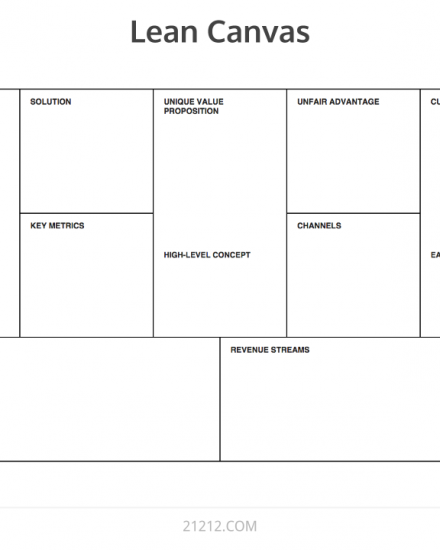 Lean Canvas
SOLUTION
UNIQUE VALUE
PROPOSITION
UNFAIR ADVANTAGE
CU
KEY METRICS
HIGH-LEVEL CONCEPT
CHANNELS
EA
REVENUE STREAMS
21212.COM